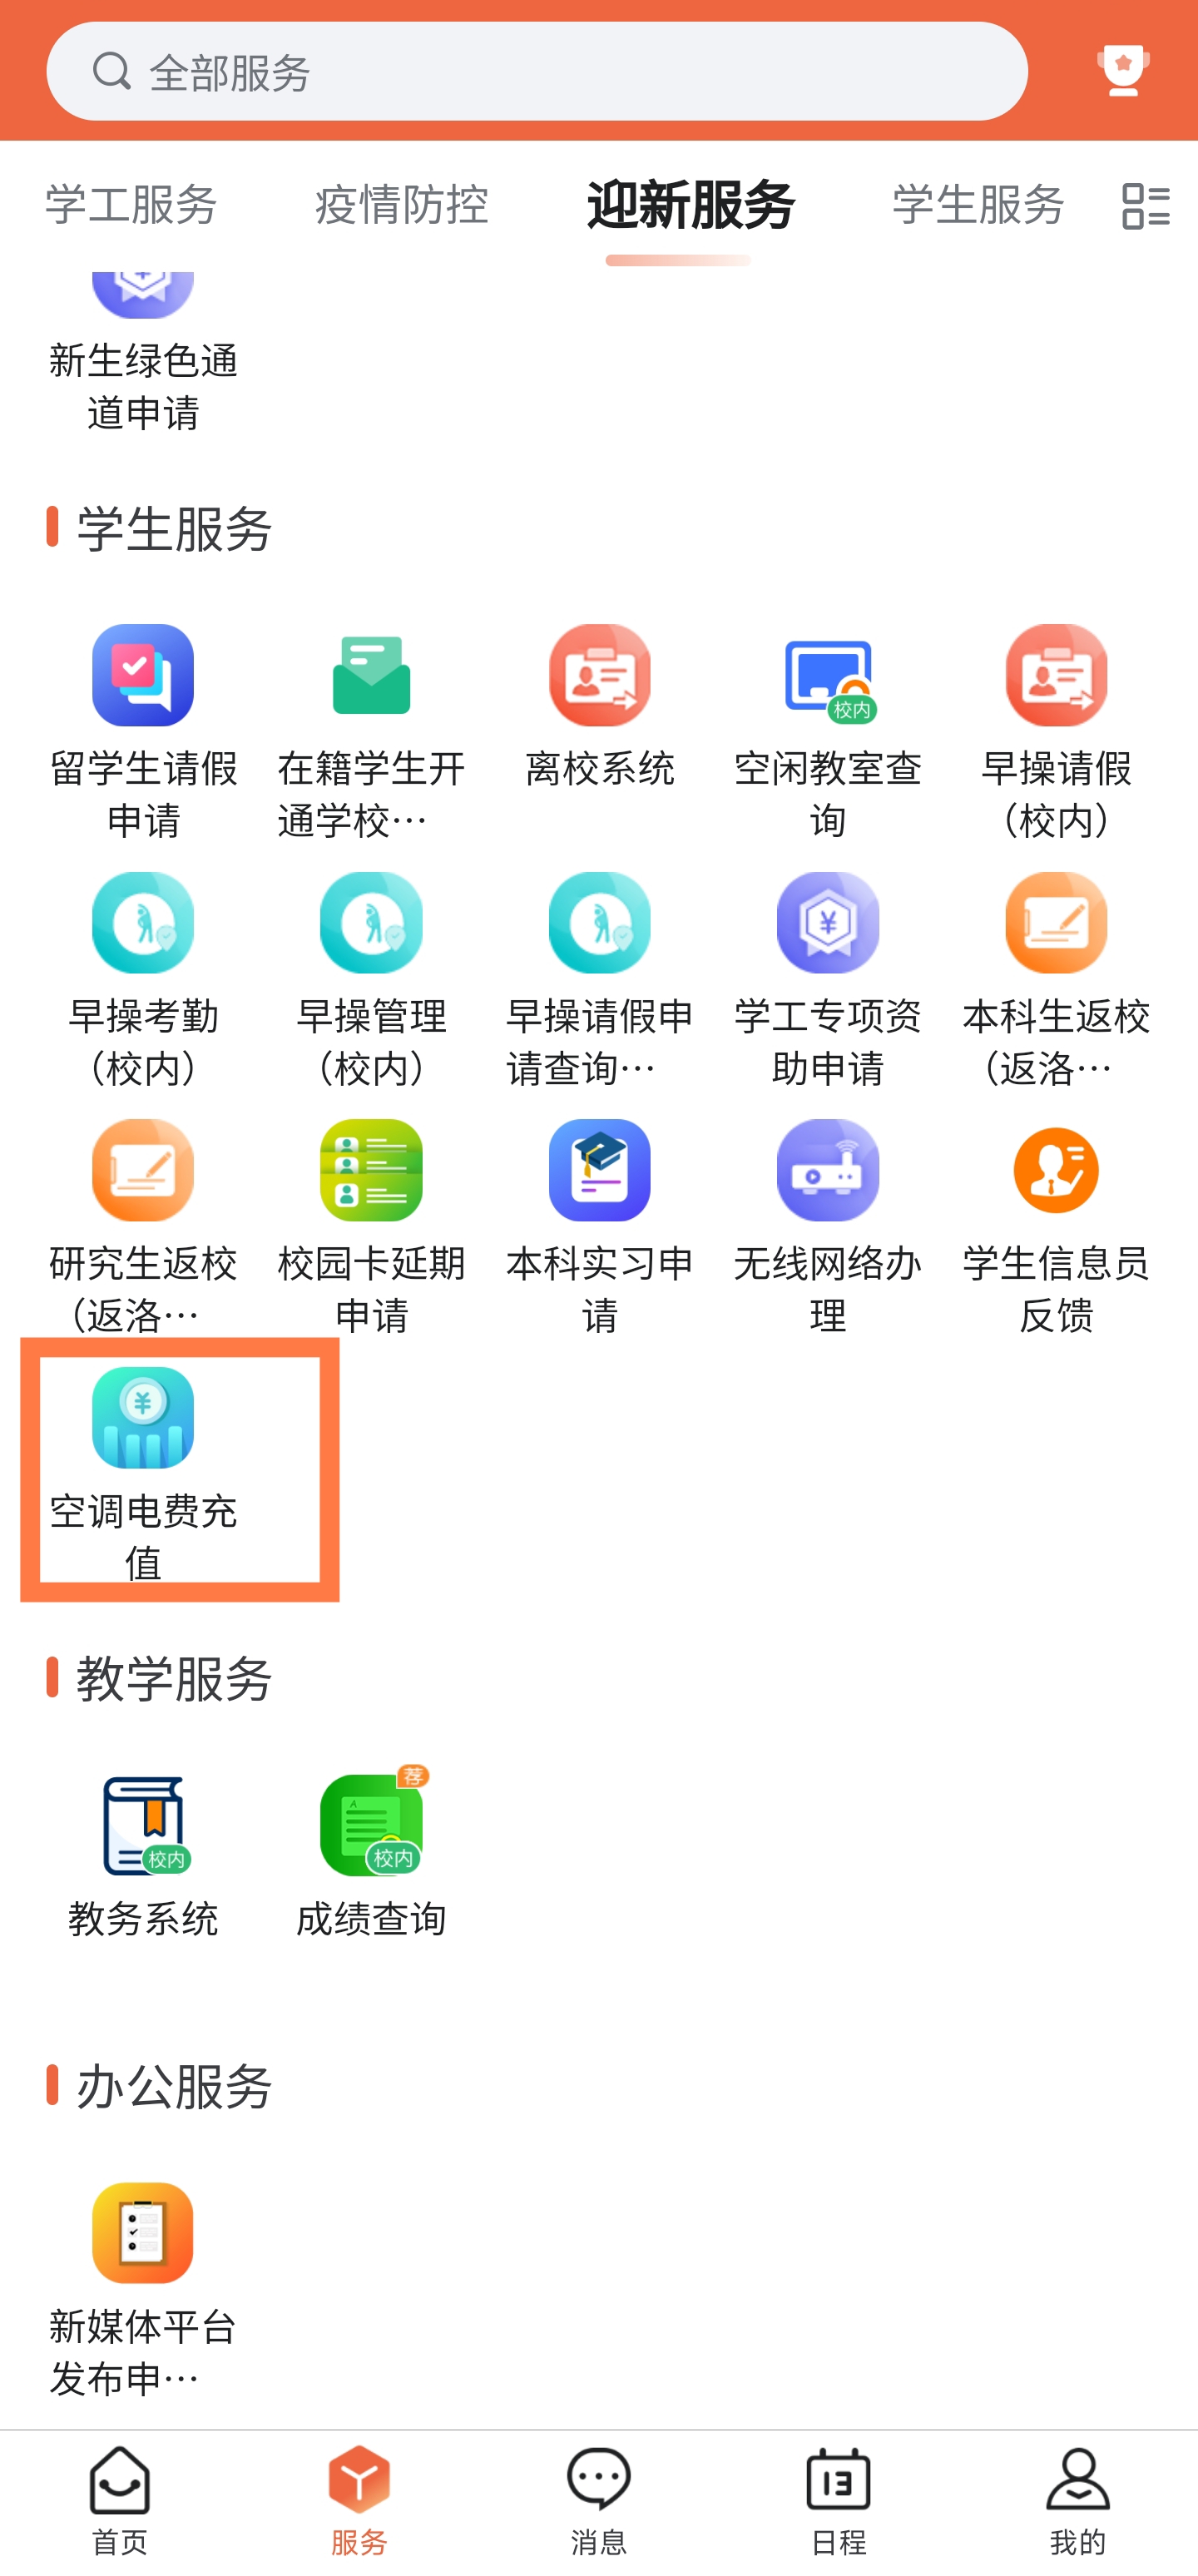 全部服务
学工服务 疫情防控 迎新服务 学生服务
新生绿色通
道申请
学生服务
校内
留学生请假 在籍学生开 离校系统 空闲教室查 早操请假
申请 通学校… 询 （校内）
早操考勤 早操管理 早操请假申 学工专项资 本科生返校
（校内） （校内） 请查询… 助申请 （返洛…
研究生返校 校园卡延期 本科实习申 无线网络办 学生信息员
（返洛… 申请 请 理 反馈
¥
空调电费充
值
教学服务
荐
校内 校内
教务系统 成绩查询
办公服务
新媒体平台
发布申…
13
首页 服务 消息 日程 我的